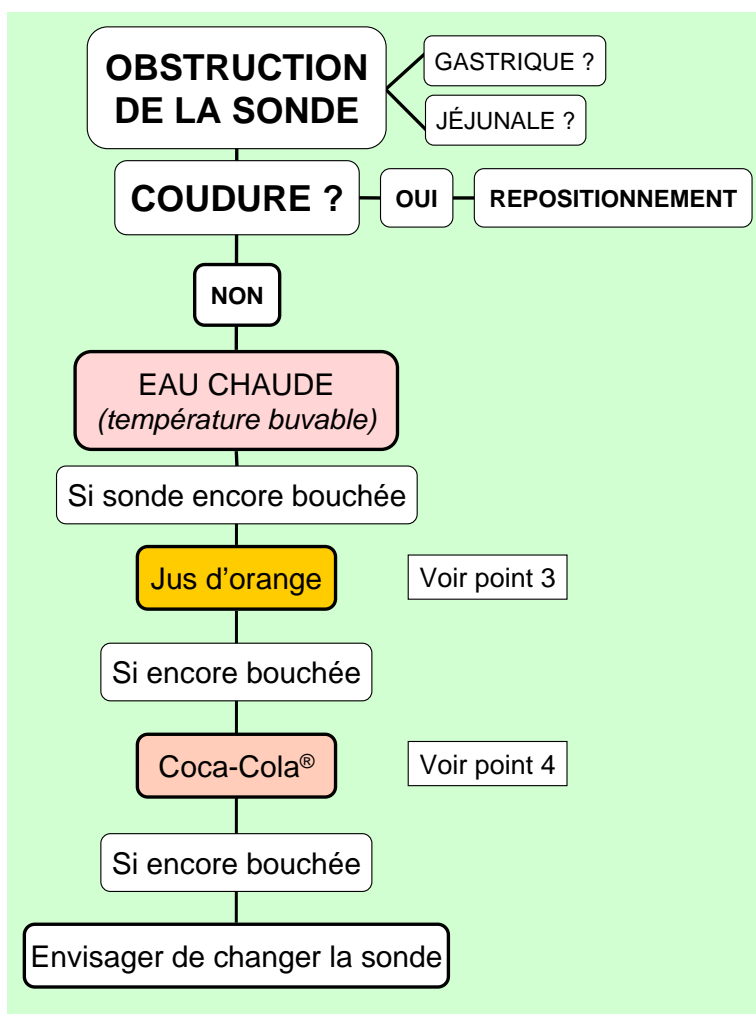 OBSTRUCTION
DE LA SONDE
GASTRIQUE ?
JÉJUNALE ?
COUDURE ?
OUI
REPOSITIONNEMENT
NON
EAU CHAUDE
(température buvable)
Si sonde encore bouchée
Jus d’orange
Voir point 3
Si encore bouchée
Coca-Cola®
Voir point 4
Si encore bouchée
Envisager de changer la sonde